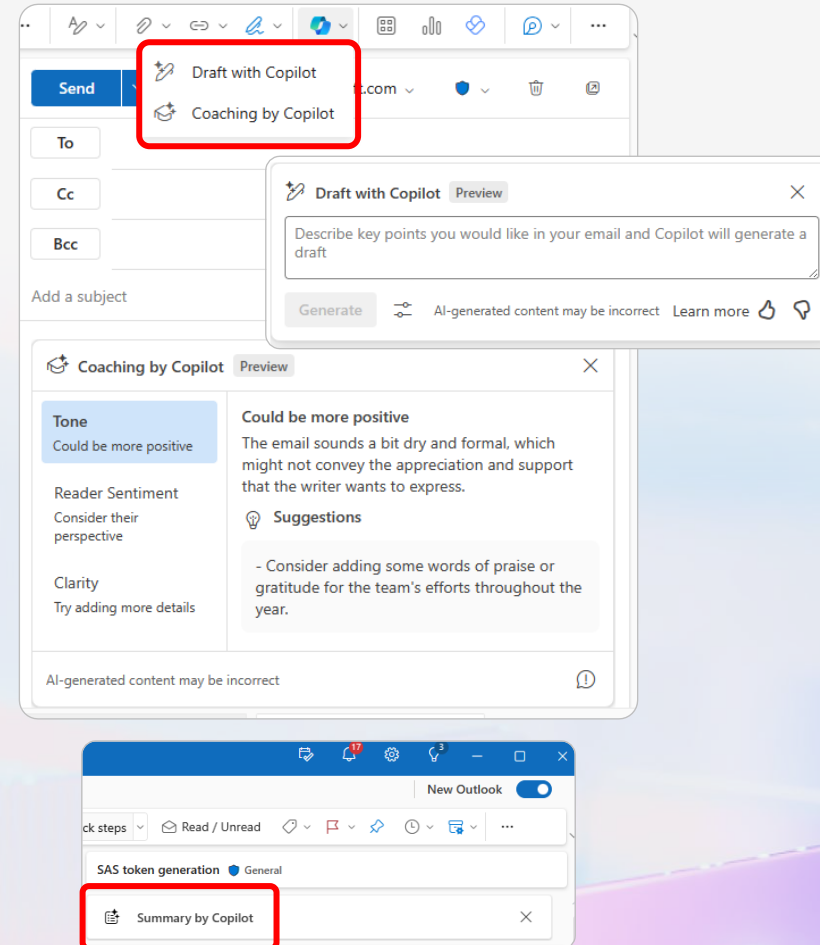 Draft with Copilot
Coaching by Copilot
Send
.com
To
Cc
Bcc
Add a subject
Draft with Copilot Preview
Describe key points you would like in your email and Copilot will generate a
draft
Generate
AI-generated content may be incorrect Learn more
Coaching by Copilot Preview
Tone
Could be more positive
Reader Sentiment
Consider their
perspective
Clarity
Try adding more details
Could be more positive
The email sounds a bit dry and formal, which
might not convey the appreciation and support
that the writer wants to express.
Suggestions
- Consider adding some words of praise or
gratitude for the team's efforts throughout the
year.
AI-generated content may be incorrect
17
3
New Outlook
ck steps Read / Unread
SAS token generation General
Summary by Copilot